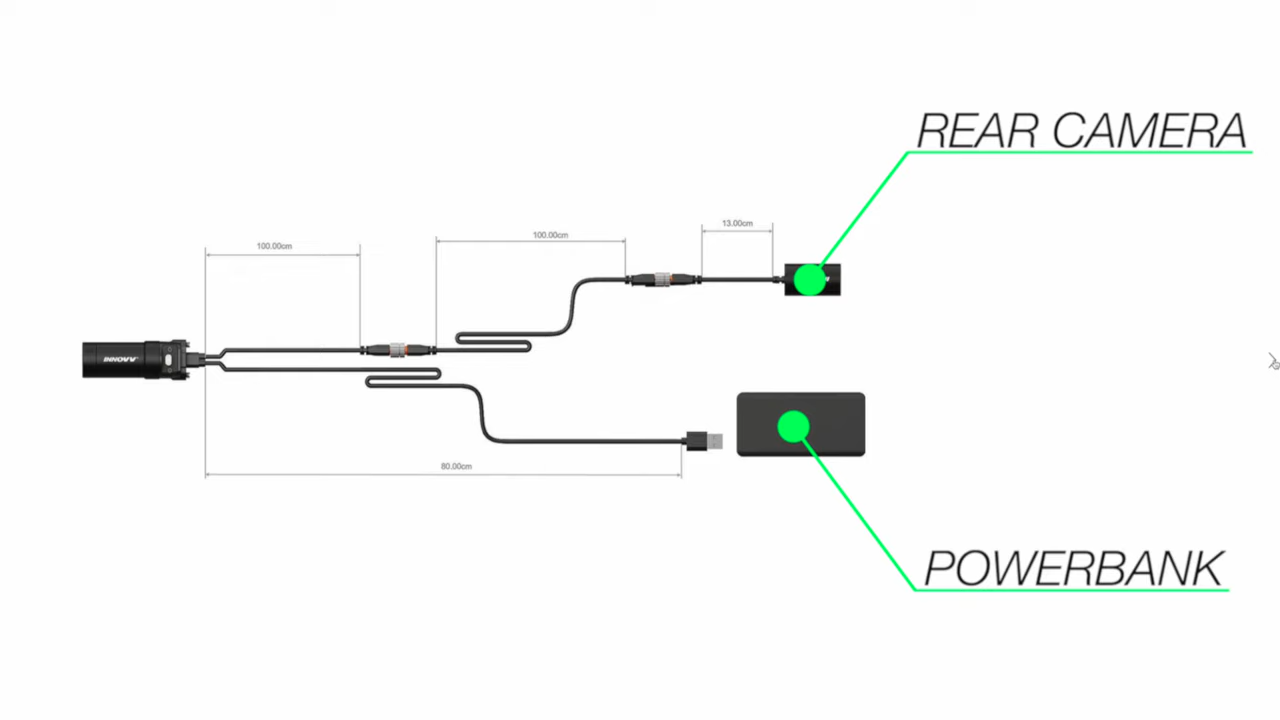 REAR CAMERA
13.00cm
100.00cm
100.00cm
INNOVV
80.00cm
POWERBANK